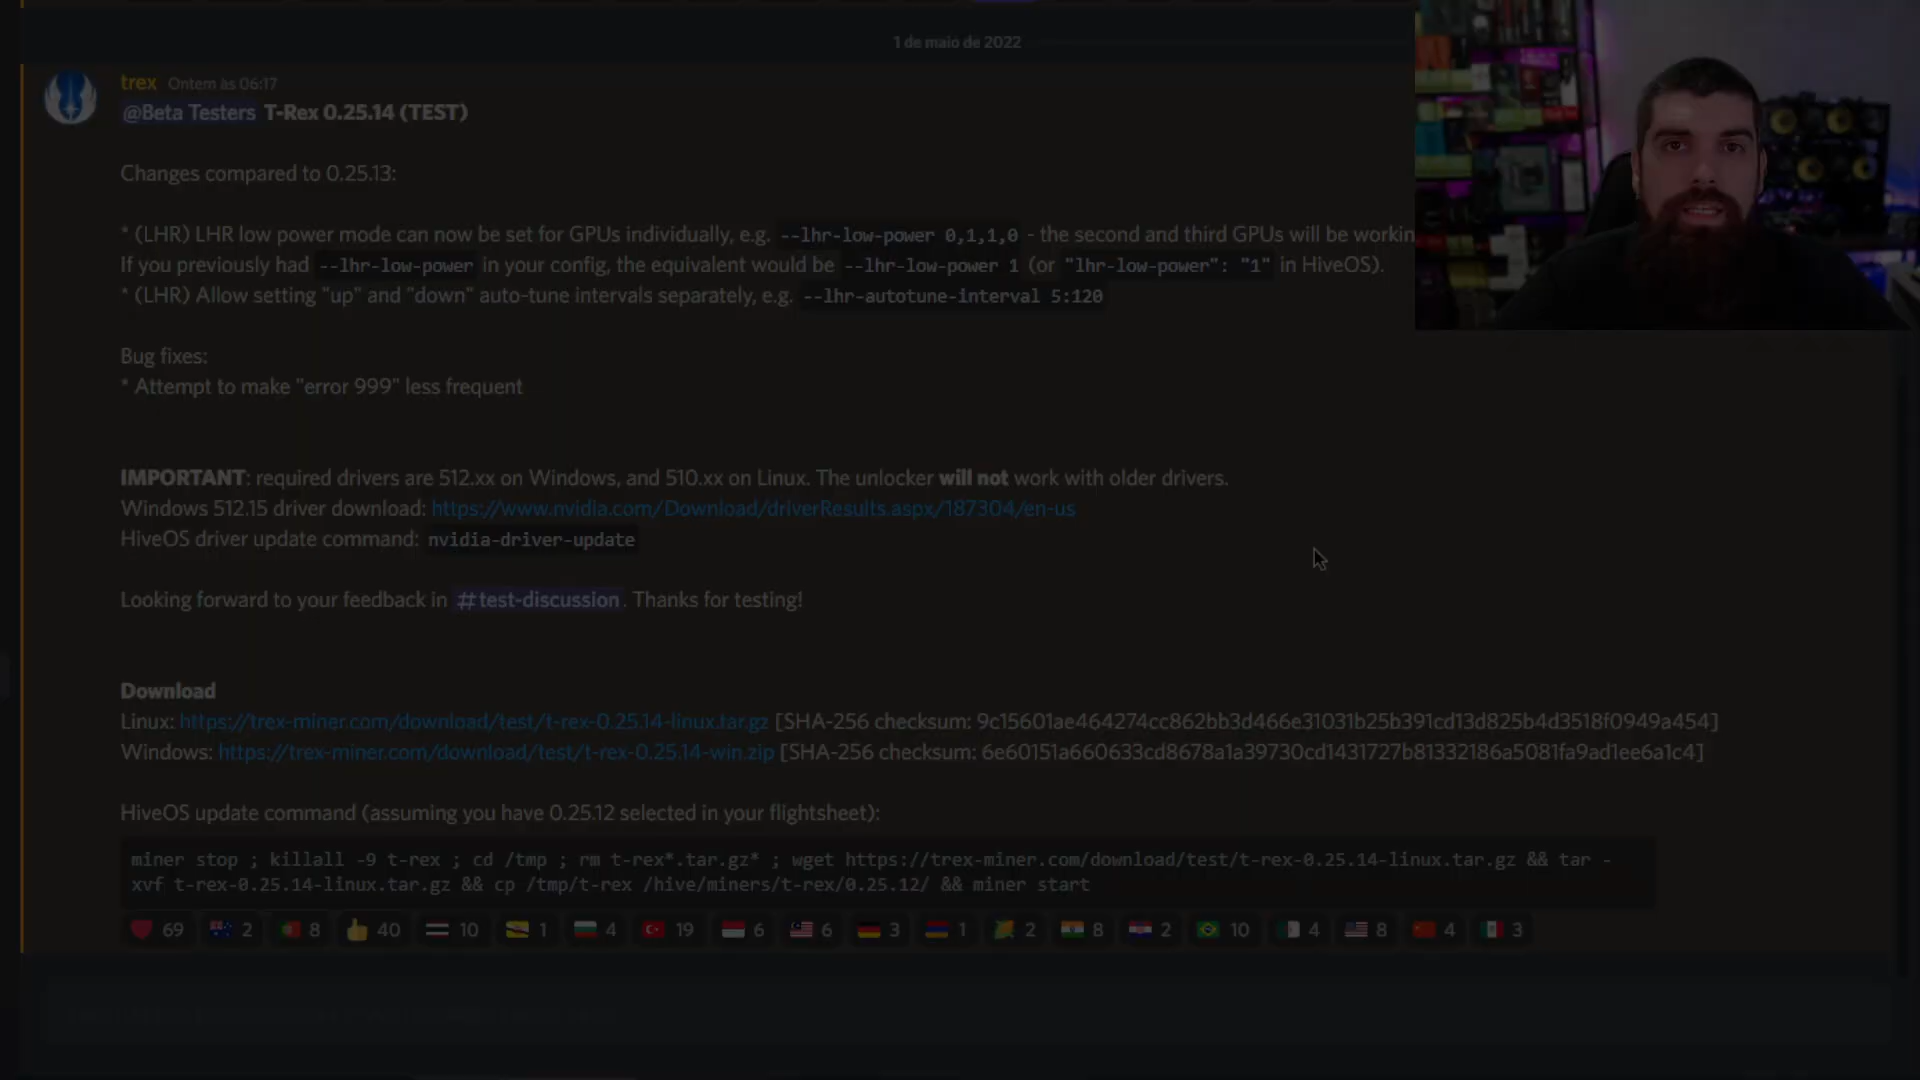 1 de maio de 2022
trex Ontem às 06:17
@Beta Testers T-Rex 0.25.14 (TEST)
Changes compared to 0.25.13:
* (LHR) LHR low power mode can now be set for GPUs individually, e.g. --lhr-low-power 0,1,1,0 - the second and third GPUs will be
If you previously had --lhr-low-power in your config, the equivalent would be --lhr-low-power 1 (or "lhr-low-power": "1" in HiveOS).
* (LHR) Allow setting "up" and "down" auto-tune intervals separately, e.g. --lhr-autotune-interval 5:120
Bug fixes:
* Attempt to make "error 999" less frequent
IMPORTANT: required drivers are 512.xx on Windows, and 510.xx on Linux. The unlocker will not work with older drivers.
Windows 512.15 driver download: https://www.nvidia.com/Download/driverResults.aspx/187304/en-us
HiveOS driver update command: nvidia-driver-update
Looking forward to your feedback in #test-discussion. Thanks for testing!
Download
Linux: https://trex-miner.com/download/test/t-rex-0.25.14-linux.tar.gz [SHA-256 checksum: 9c15601ae464274cc862bb3d466e31031b25b391cd13d825b4d3518f0949a454]
Windows: https://trex-miner.com/download/test/t-rex-0.25.14-win.zip [SHA-256 checksum: 6e60151a660633cd8678a1a39730cd1431727b81332186a5081fa9ad1ee6a1c4]
HiveOS update command (assuming you have 0.25.12 selected in your flightsheet):
miner stop ; killall -9 t-rex ; cd /tmp ; rm t-rex*.tar.gz* ; wget https://trex-miner.com/download/test/t-rex-0.25.14-linux.tar.gz && tar -
xvf t-rex-0.25.14-linux.tar.gz && cp /tmp/t-rex /hive/miners/t-rex/0.25.12/ && miner start
69 2 8 40 10 1 4 19 6 6 3 1 2 8 2 10 4 8 4 3